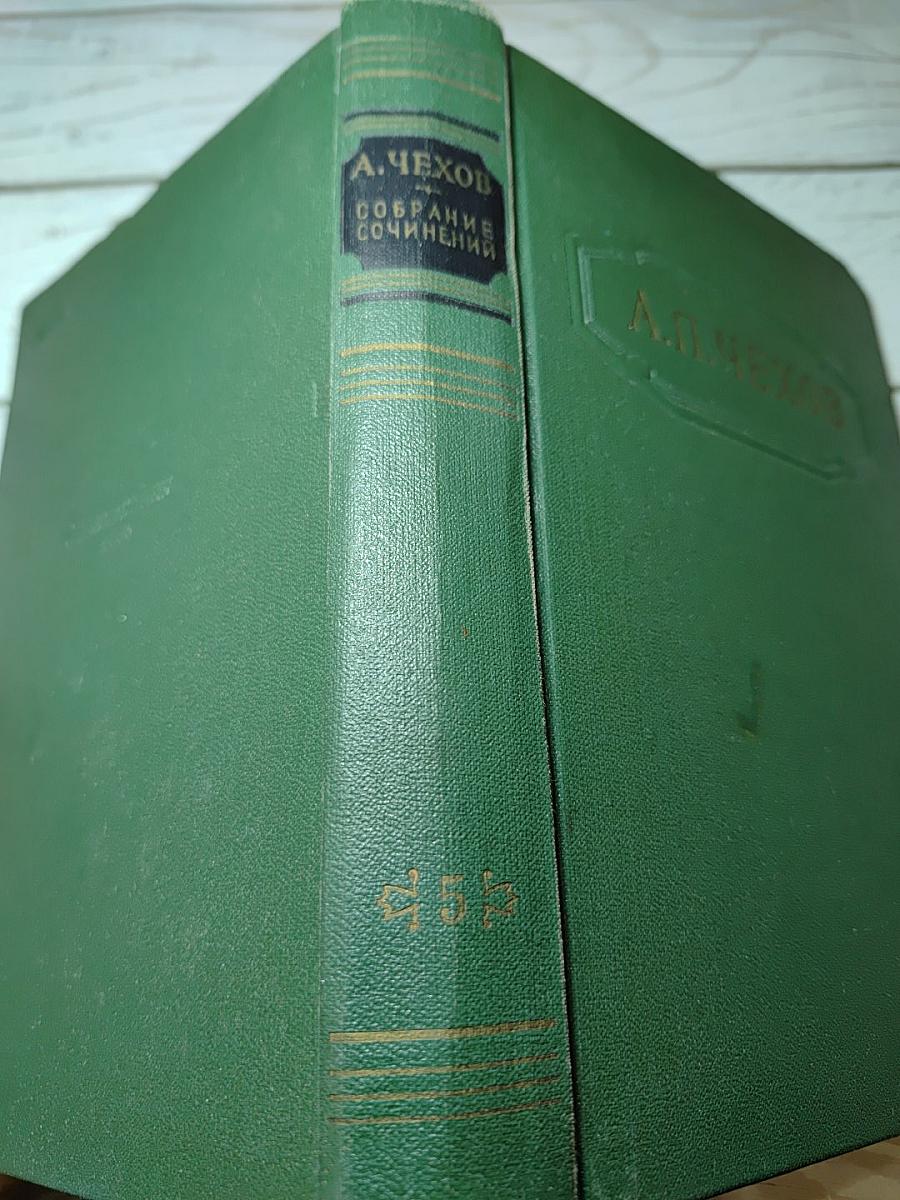 А. ЧЕХОВ
СОБРАНИЕ
СОЧИНЕНИЙ
5
А.П.ЧЕХОВ